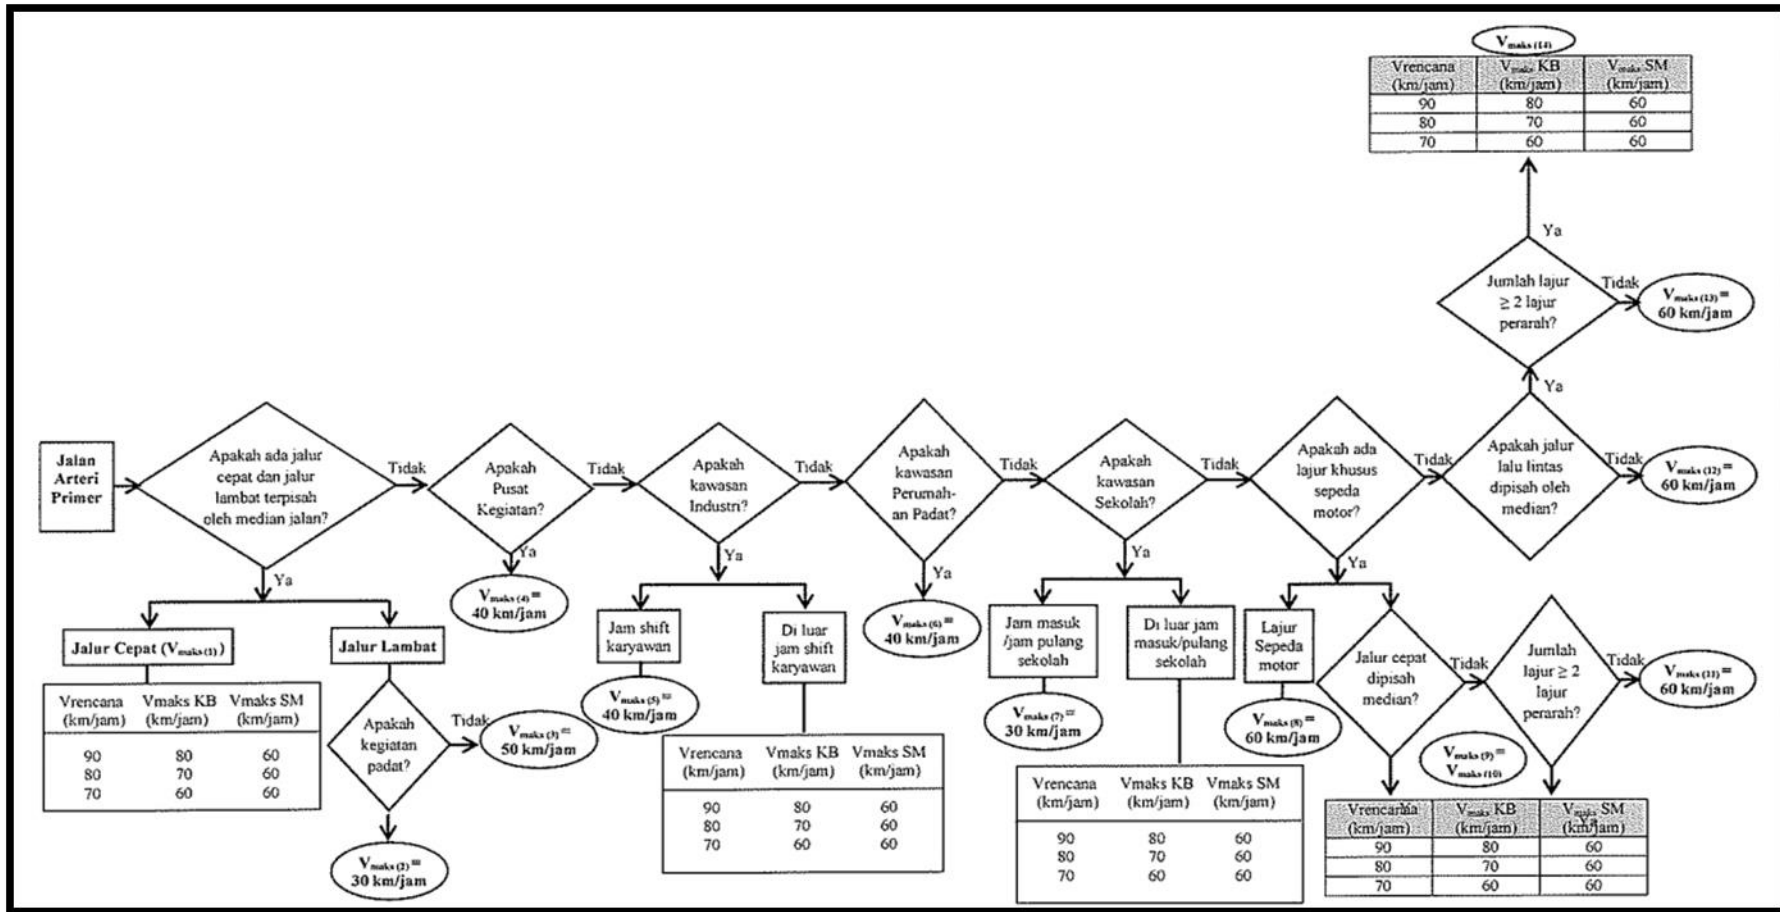 Jalan
Arteri
Primer
Apakah ada jalur
cepat dan jalur
lambat terpisah
oleh median jalan?
Tidak
Ya
Jalur Cepat (Vmaks (1))
Vrencana Vmaks KB Vmaks SM
(km/jam) (km/jam) (km/jam)
90 80 60
80 70 60
70 60 60
Jalur Lambat
Apakah
kegiatan
padat?
Tidak
Vmaks (3) =
50 km/jam
Vmaks (2) =
30 km/jam
Apakah
Pusat
Kegiatan?
Tidak
Ya
Vmaks (4) =
40 km/jam
Apakah
kawasan
Industri?
Tidak
Ya
Jam shift
karyawan
Vmaks (5) =
40 km/jam
Di luar
jam shift
karyawan
Vrencana Vmaks KB Vmaks SM
(km/jam) (km/jam) (km/jam)
90 80 60
80 70 60
70 60 60
Apakah
kawasan
Perumah-
an Padat?
Tidak
Ya
Vmaks (6) =
40 km/jam
Apakah
kawasan
Sekolah?
Tidak
Ya
Jam masuk
/jam pulang
sekolah
Vmaks (7) =
30 km/jam
Di luar jam
masuk/pulang
sekolah
Vrencana Vmaks KB Vmaks SM
(km/jam) (km/jam) (km/jam)
90 80 60
80 70 60
70 60 60
Apakah ada
lajur khusus
sepeda
motor?
Tidak
Ya
Lajur
Sepeda
motor
Vmaks (8) =
60 km/jam
Jalur cepat
dipisah
median?
Tidak
Jumlah
lajur ≥ 2
lajur
perarah?
Tidak
Vmaks (11) =
60 km/jam
Vmaks (9) =
Vmaks (10)
Ya
Ya
Vrencana Vmaks KB Vmaks SM
(km/jam) (km/jam) (km/jam)
90 80 60
80 70 60
70 60 60
Apakah jalur
lalu lintas
dipisah oleh
median?
Tidak
Vmaks (12) =
60 km/jam
Ya
Jumlah lajur
≥ 2 lajur
perarah?
Tidak
Vmaks (13) =
60 km/jam
Ya
Vmaks (14)
Vrencana Vmaks KB Vmaks SM
(km/jam) (km/jam) (km/jam)
90 80 60
80 70 60
70 60 60